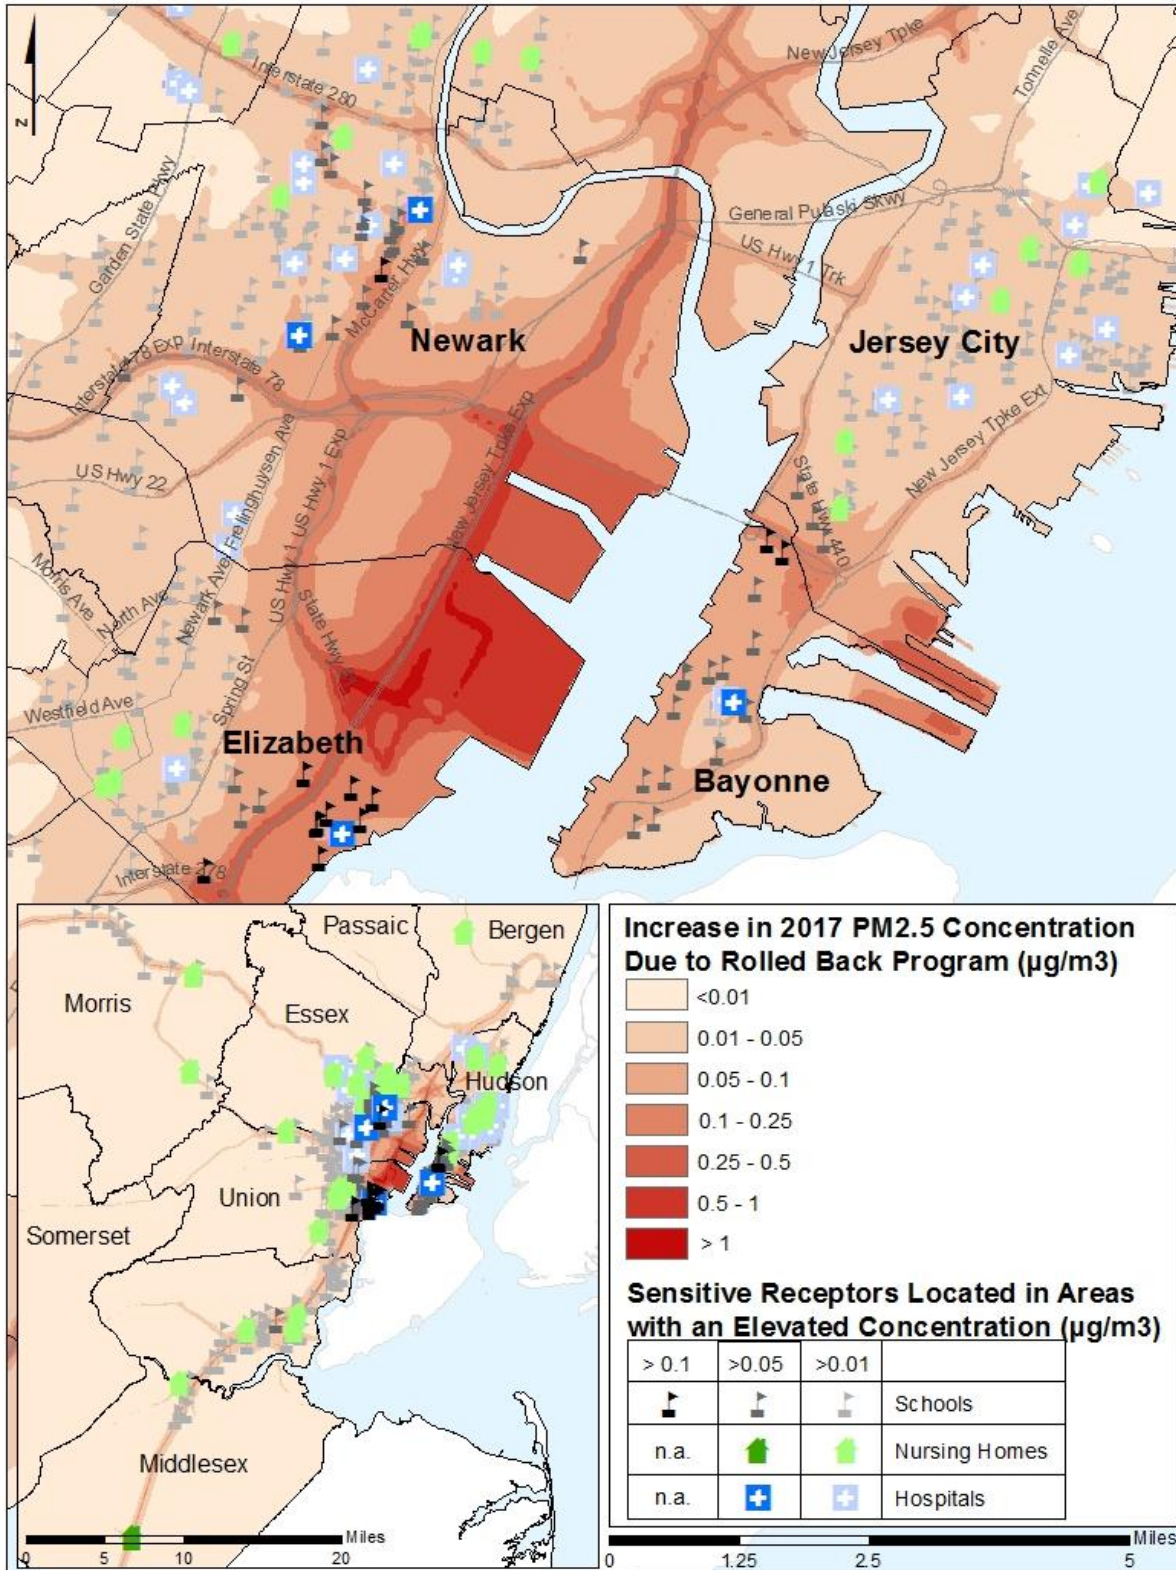 N
Interstate 280
New Jersey Tpke
Tonnelle Ave
Garden State Pkwy
General Pulaski Skwy
US Hwy 1 Trk
McCarter Hwy
Newark
Jersey City
Interstate 78 Exp
Interstate 78
New Jersey Tpke Exp
New Jersey Tpke Ext
US Hwy 22
Frelinghuysen Ave
US Hwy 1 Exp
US Hwy 1
State Hwy 440
Morris Ave
North Ave
Newark Ave
State Hwy
Spring St
Westfield Ave
Elizabeth
Bayonne
Interstate 278
Passaic
Bergen
Morris
Essex
Hudson
Union
Somerset
Middlesex
Miles
0 5 10 20
Increase in 2017 PM2.5 Concentration
Due to Rolled Back Program (µg/m3)
<0.01
0.01 - 0.05
0.05 - 0.1
0.1 - 0.25
0.25 - 0.5
0.5 - 1
> 1
Sensitive Receptors Located in Areas
with an Elevated Concentration (µg/m3)
> 0.1 >0.05 >0.01
Schools
n.a. Nursing Homes
n.a. Hospitals
Miles
0 1.25 2.5 5